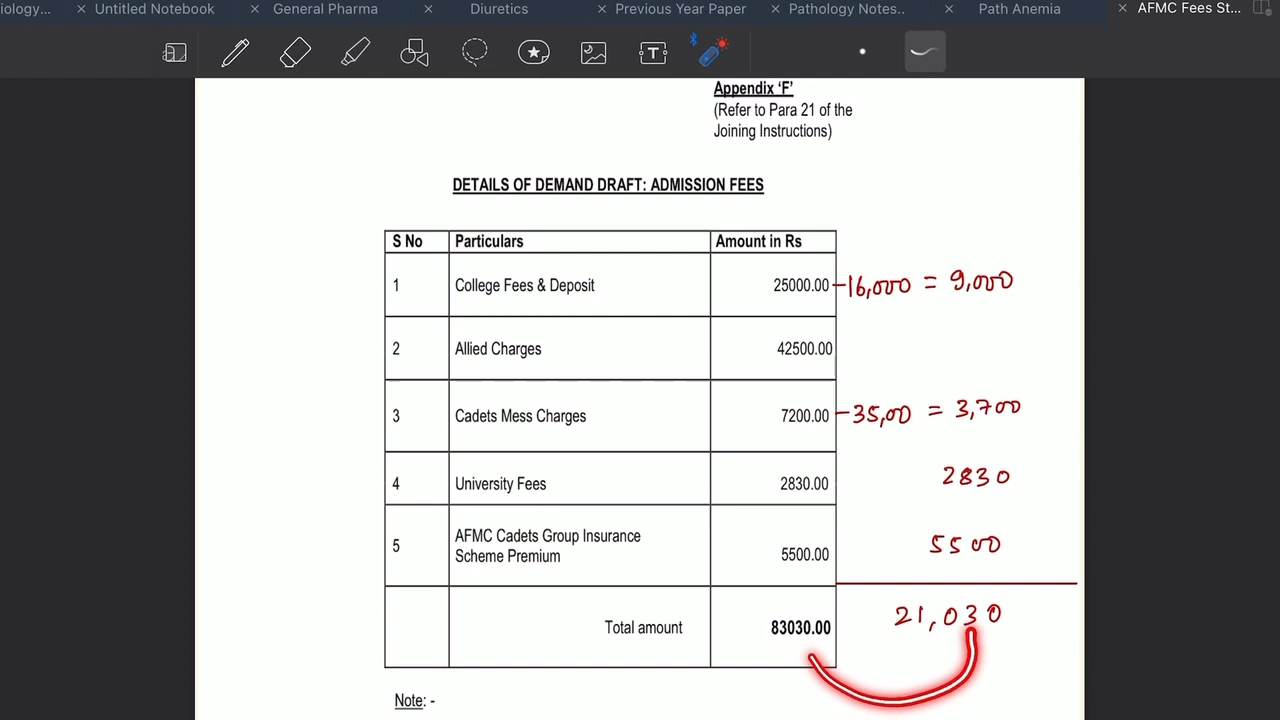 iology... × Untitled Notebook × General Pharma × Diuretics × Previous Year Paper × Pathology Notes.. × Path Anemia × AFMC Fees St...
Appendix ‘F’
(Refer to Para 21 of the
Joining Instructions)
DETAILS OF DEMAND DRAFT: ADMISSION FEES
S No Particulars Amount in Rs
1 College Fees & Deposit 25000.00 -16,000 = 9,000
2 Allied Charges 42500.00
3 Cadets Mess Charges 7200.00 -35,00 = 3,700
4 University Fees 2830.00 2830
5 AFMC Cadets Group Insurance
Scheme Premium 5500.00 5500
Total amount 83030.00 21,030
Note: -